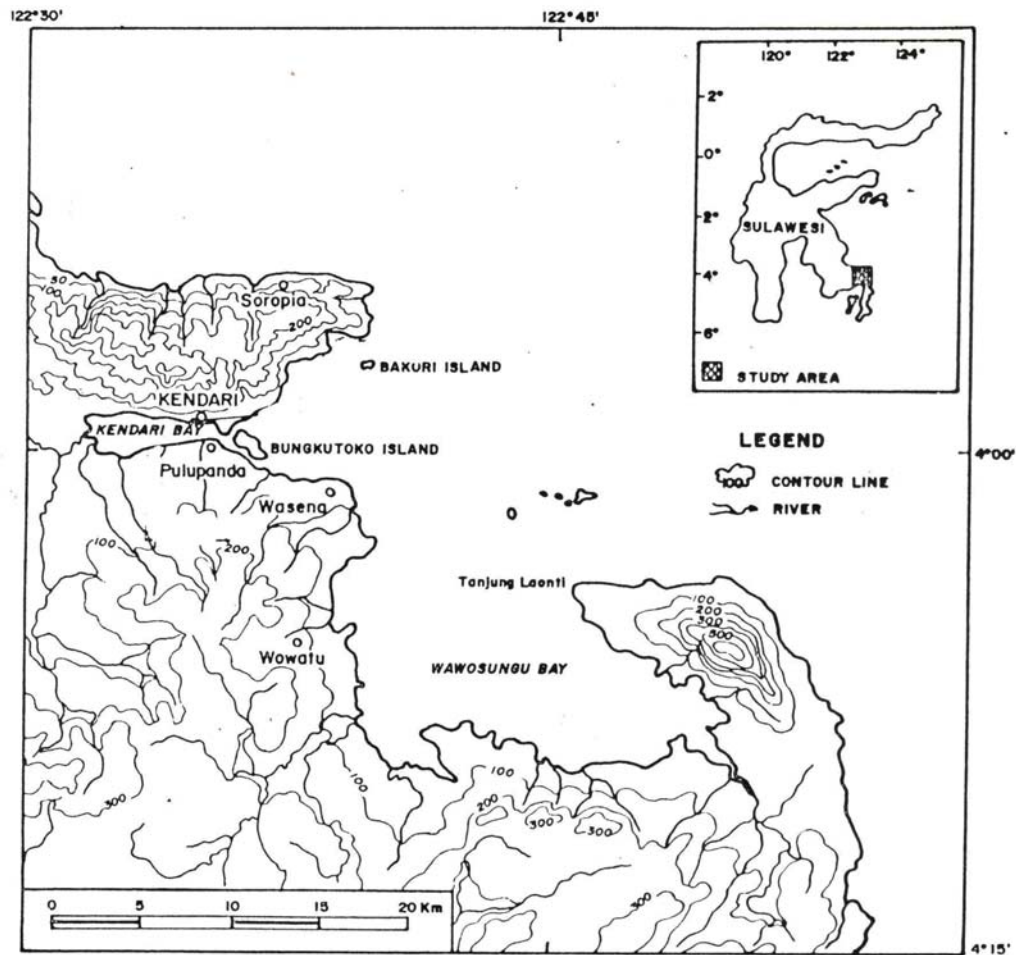 122°30'
122°45'
120° 122° 124°
2°
0°
2°
4°
6°
SULAWESI
STUDY AREA
50
100
Soropia
200
BAKURI ISLAND
KENDARI
KENDARI BAY
BUNGKUTOKO ISLAND
Pulupanda
LEGEND
100 CONTOUR LINE
RIVER
4°00'
Waseng
100
200
Tanjung Laonti
100
200
300
500
Wowatu
WAWOSUNGU BAY
300
100
100
200
300
300
300
0 5 10 15 20 Km
4°15'